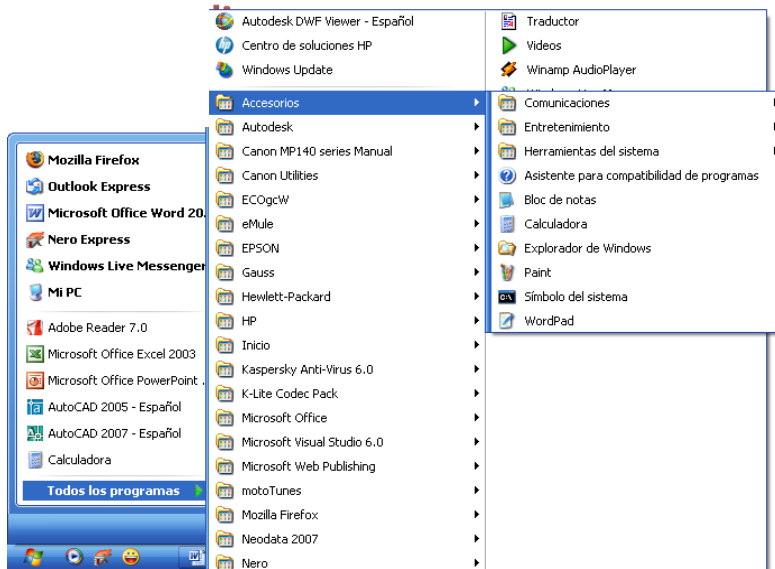 Mozilla Firefox
Outlook Express
Microsoft Office Word 20
Nero Express
Windows Live Messenger
Mi PC
Adobe Reader 7.0
Microsoft Office Excel 2003
Microsoft Office PowerPoint .
AutoCAD 2005 - Español
AutoCAD 2007 - Español
Calculadora
Todos los programas
Autodesk DWF Viewer - Español
Centro de soluciones HP
Windows Update
Accesorios
Autodesk
Canon MP140 series Manual
Canon Utilities
ECOgcW
eMule
EPSON
Gauss
Hewlett-Packard
HP
Inicio
Kaspersky Anti-Virus 6.0
K-Lite Codec Pack
Microsoft Office
Microsoft Visual Studio 6.0
Microsoft Web Publishing
motoTunes
Mozilla Firefox
Neodata 2007
Nero
Traductor
Videos
Winamp AudioPlayer
Comunicaciones
Entretenimiento
Herramientas del sistema
Asistente para compatibilidad de programas
Bloc de notas
Calculadora
Explorador de Windows
Paint
Símbolo del sistema
WordPad